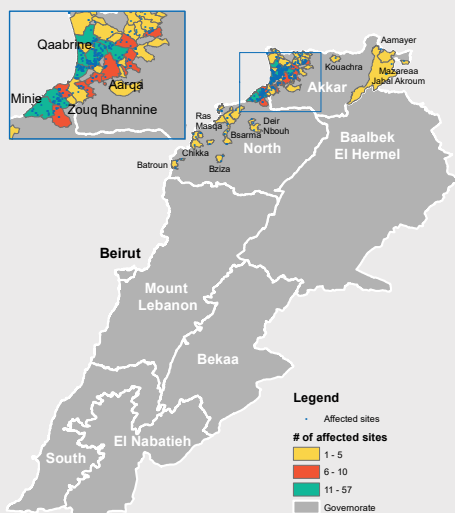 Qaabrine
Aarqa
Minie
Zouq Bhannine
Aamayer
Kouachra
Mazareaa
Jabal Akroum
Akkar
Ras
Masqa
Deir
Nbouh
Bsarma
Chikka
North
Baalbek
El Hermel
Batroun
Bziza
Beirut
Mount
Lebanon
Bekaa
El Nabatieh
South
Legend
Affected sites
# of affected sites
1 - 5
6 - 10
11 - 57
Governorate